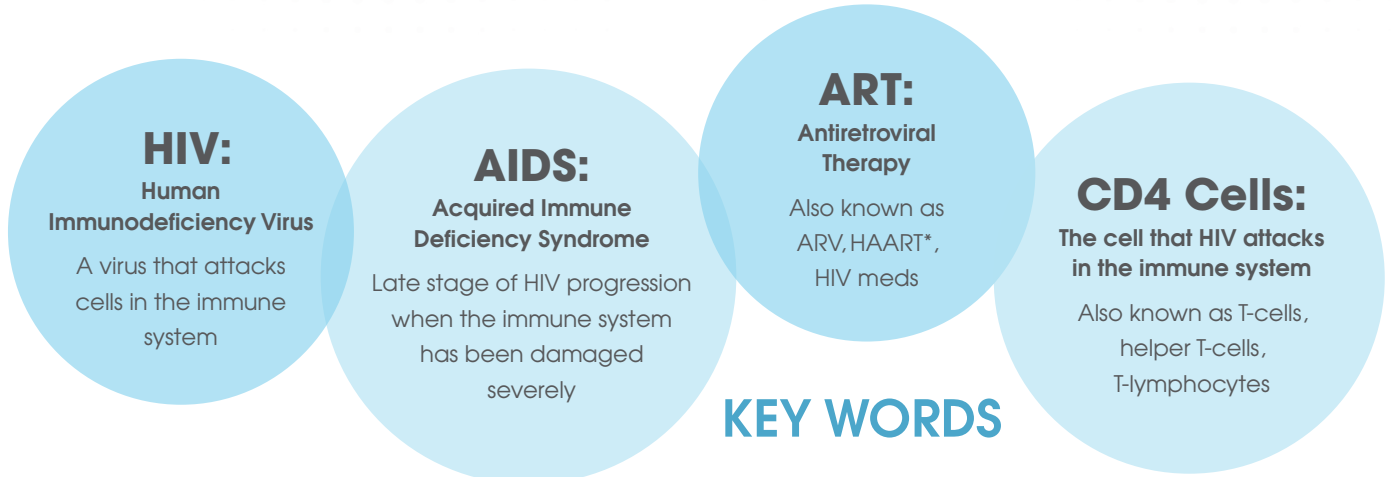 HIV:
Human
Immunodeficiency Virus
A virus that attacks
cells in the immune
system
AIDS:
Acquired Immune
Deficiency Syndrome
Late stage of HIV progression
when the immune system
has been damaged
severely
ART:
Antiretroviral
Therapy
Also known as
ARV, HAART*,
HIV meds
CD4 Cells:
The cell that HIV attacks
in the immune system
Also known as T-cells,
helper T-cells,
T-lymphocytes
KEY WORDS